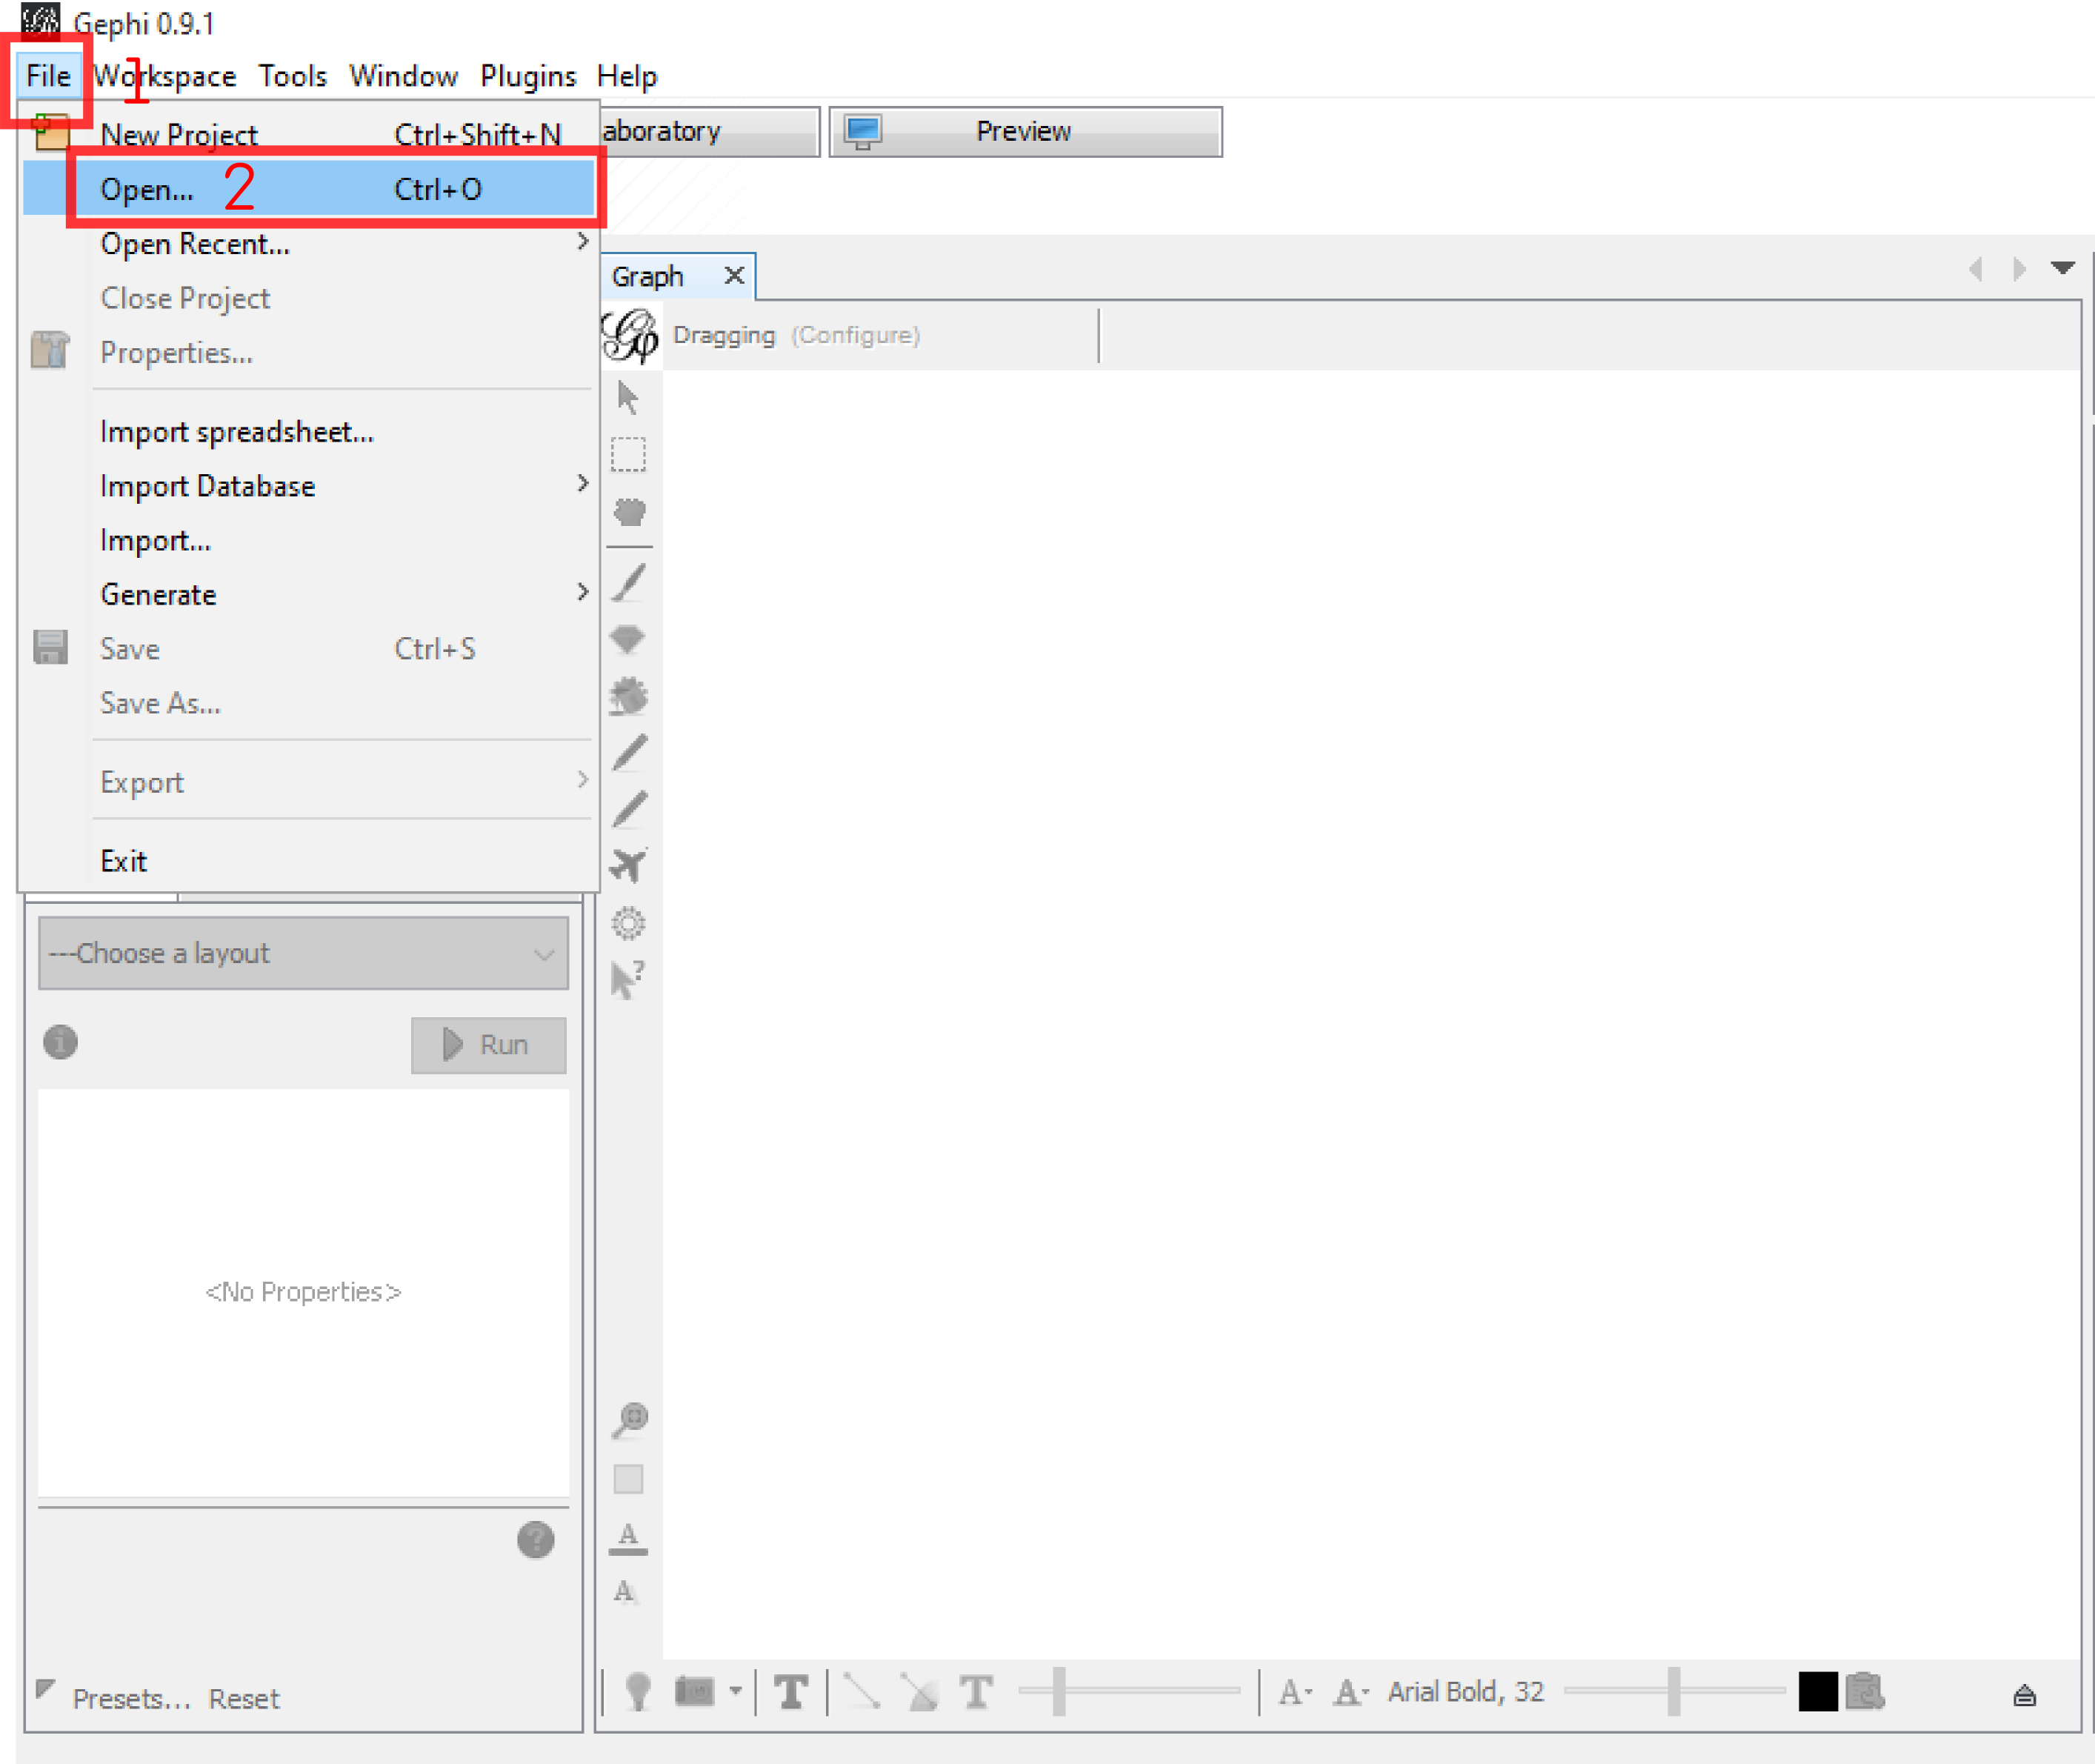 Gephi 0.9.1
File Workspace Tools Window Plugins Help
1
New Project Ctrl+Shift+N
aboratory
Preview
Open... 2 Ctrl+O
Open Recent...
Graph
Close Project
Dragging (Configure)
Properties...
Import spreadsheet...
Import Database
Import...
Generate
Save Ctrl+S
Save As...
Export
Exit
---Choose a layout
Run
<No Properties>
Presets... Reset
Arial Bold, 32